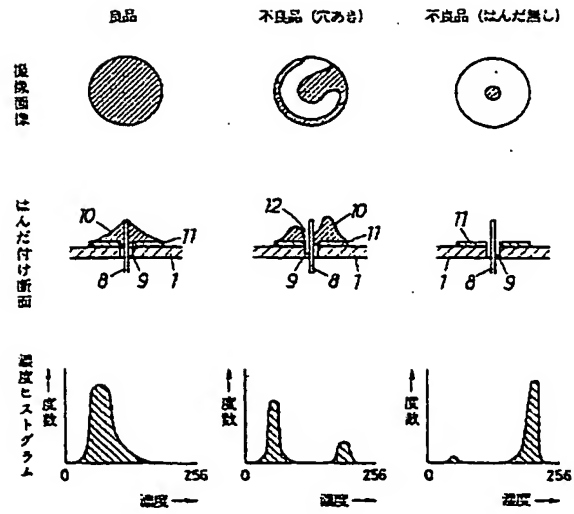 良品 不良品(穴あき) 不良品(はんだ無し)
撮像画像
はんだ付け断面
10 11 8 9 1
12 10 11 9 8 1
11 1 8 9
濃度ヒストグラム
度数 度数 度数
0 256 0 256 0 256
濃度 濃度 濃度